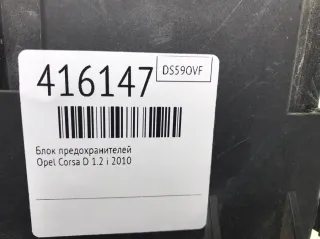 416147
DS59OVF
Блок предохранителей
Opel Corsa D 1.2 i 2010